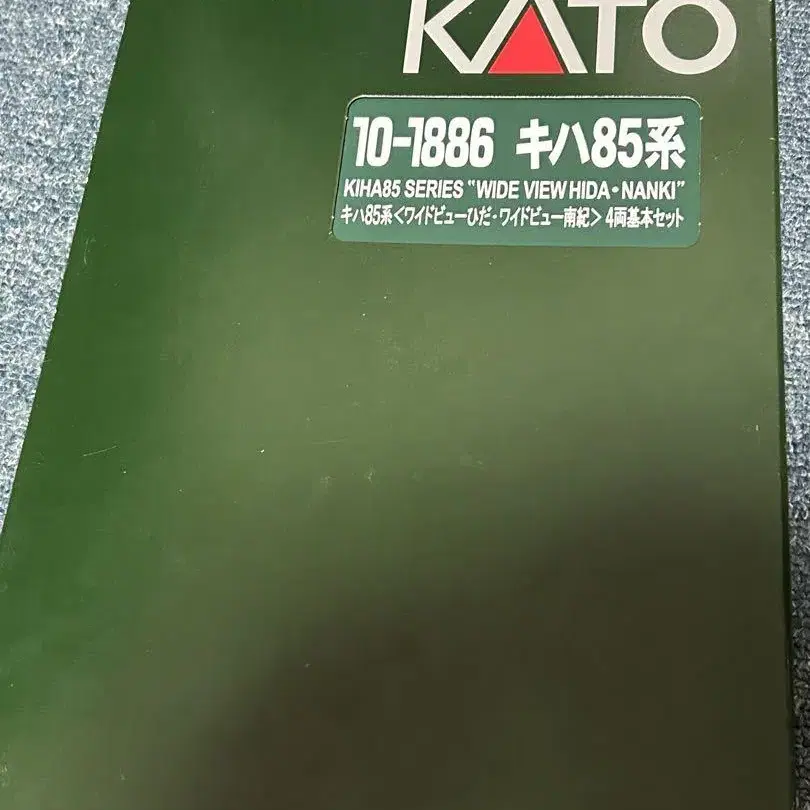 KATO
10-1886 キハ85系
KIHA85 SERIES "WIDE VIEW HIDA・NANKI"
キハ85系<ワイドビューひだ・ワイドビュー南紀> 4両基本セット